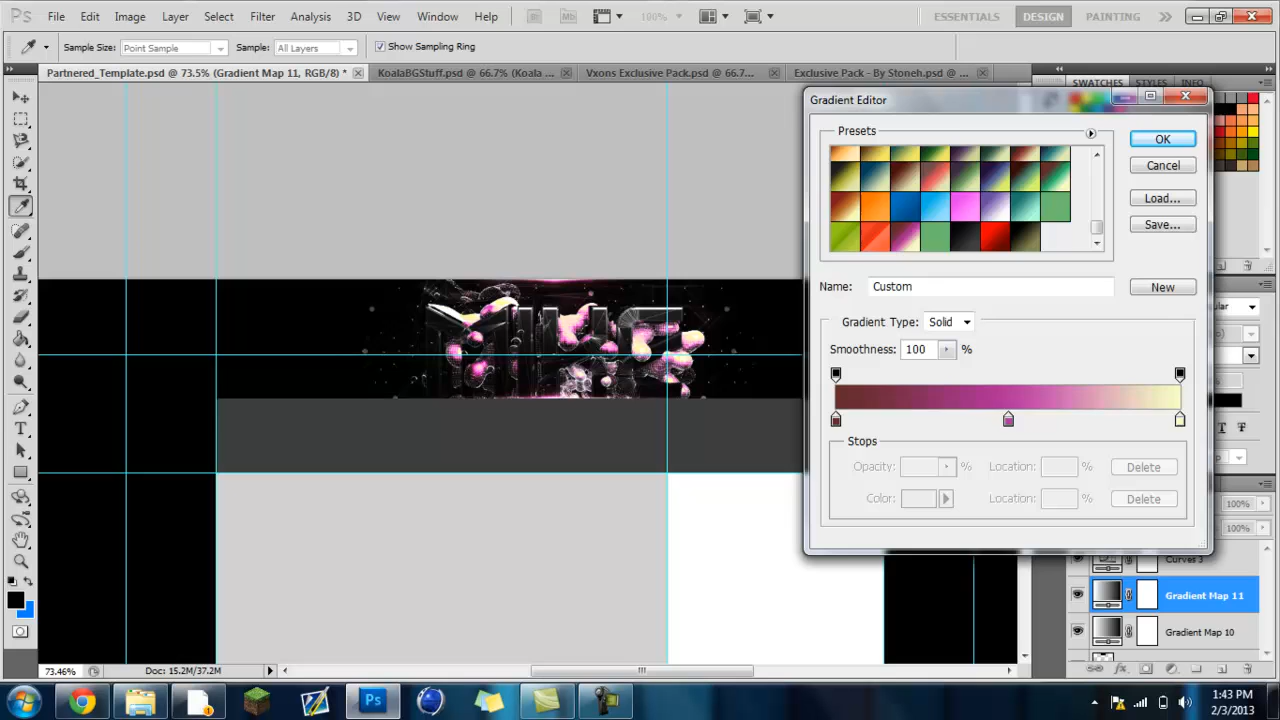 Ps File Edit Image Layer Select Filter Analysis 3D View Window Help Br Mb 100% ESSENTIALS DESIGN PAINTING
Sample Size: Point Sample Sample: All Layers Show Sampling Ring
Partnered_Template.psd @ 73.5% (Gradient Map 11, RGB/8) * KoalaBGStuff.psd @ 66.7% (Koala ... Vxons Exclusive Pack.psd @ 66.7... Exclusive Pack - By Stoneh.psd @ ... SWATCHES STYLES INFO
Gradient Editor
Presets
OK
Cancel
Load...
Save...
Name: Custom New
Gradient Type: Solid
Smoothness: 100 %
Stops
Opacity: % Location: % Delete
Color: Location: % Delete
100%
100%
Curves 3
Gradient Map 11
Gradient Map 10
73.46% Doc: 15.2M/37.2M
Ps
1:43 PM
2/3/2013